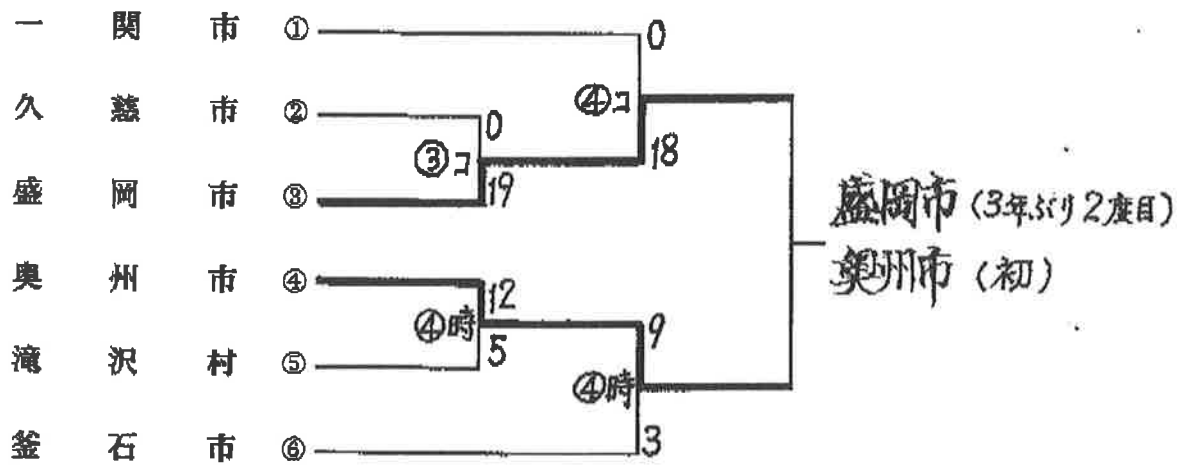 一関市 ①
0
久慈市 ②
④コ
0
③コ
18
盛岡市 ③
19
盛岡市 (3年ぶり2度目)
奥州市 ④
12
奥州市 (初)
④時
9
5
滝沢村 ⑤
④時
3
釜石市 ⑥